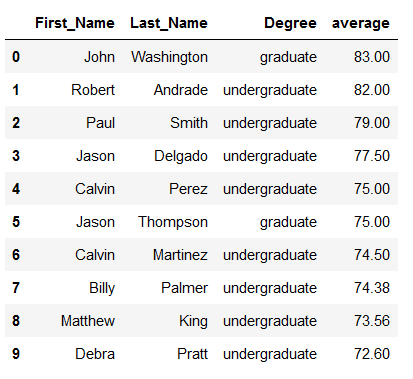 First_Name Last_Name Degree average
0 John Washington graduate 83.00
1 Robert Andrade undergraduate 82.00
2 Paul Smith undergraduate 79.00
3 Jason Delgado undergraduate 77.50
4 Calvin Perez undergraduate 75.00
5 Jason Thompson graduate 75.00
6 Calvin Martinez undergraduate 74.50
7 Billy Palmer undergraduate 74.38
8 Matthew King undergraduate 73.56
9 Debra Pratt undergraduate 72.60